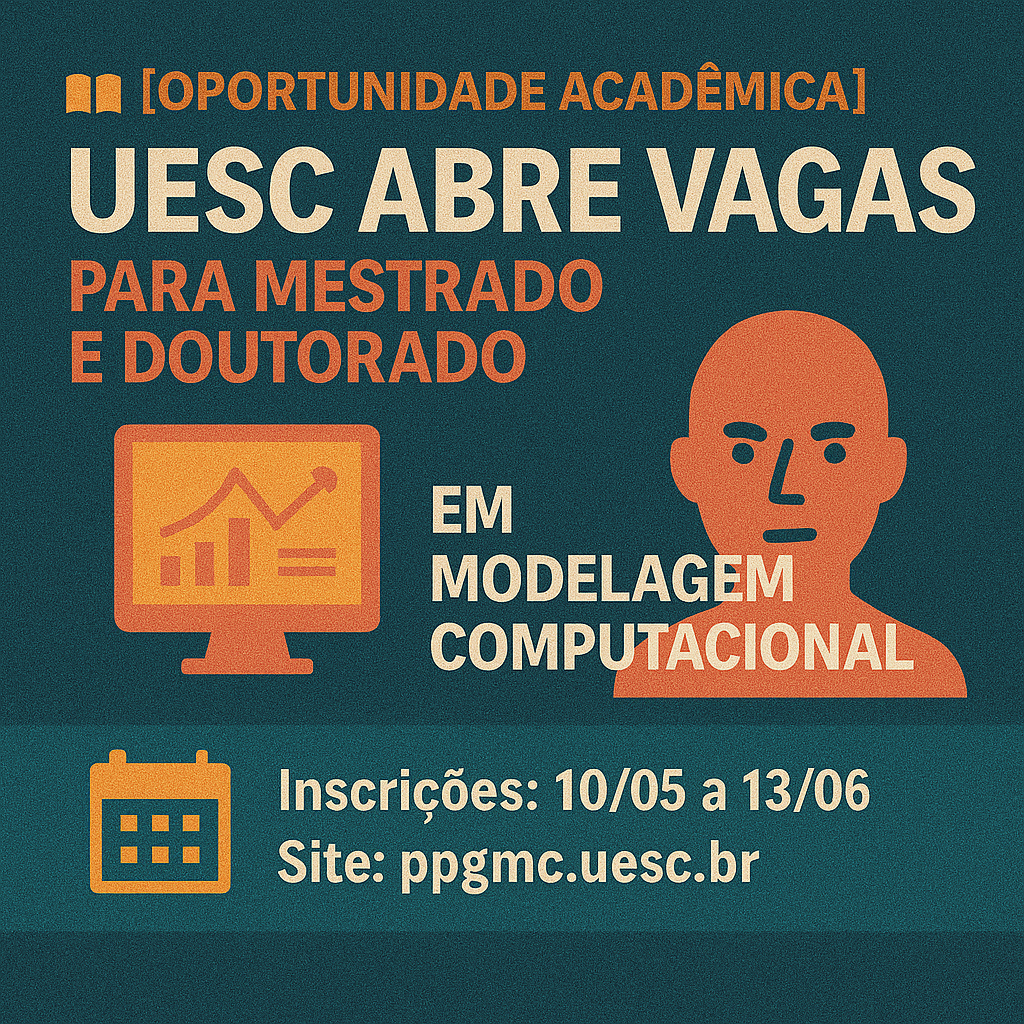 [OPORTUNIDADE ACADÊMICA]
UESC ABRE VAGAS
PARA MESTRADO
E DOUTORADO
EM
MODELAGEM
COMPUTACIONAL
Inscrições: 10/05 a 13/06
Site: ppgmc.uesc.br